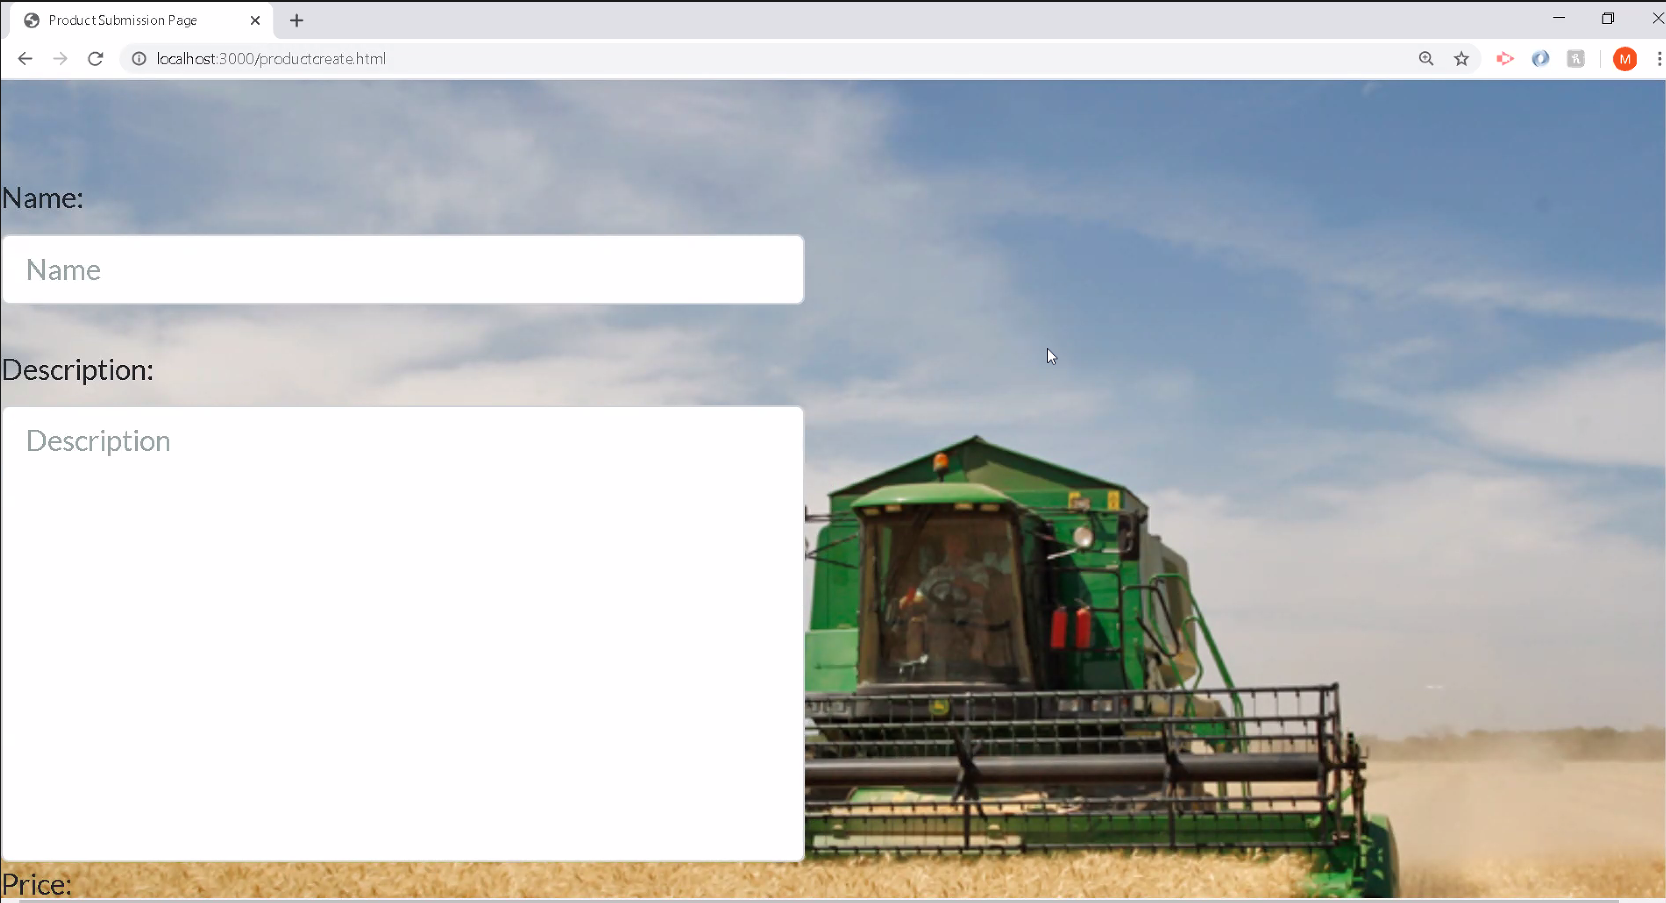 Product Submission Page
localhost:3000/productcreate.html
M
Name:
Name
Description:
Description
Price: